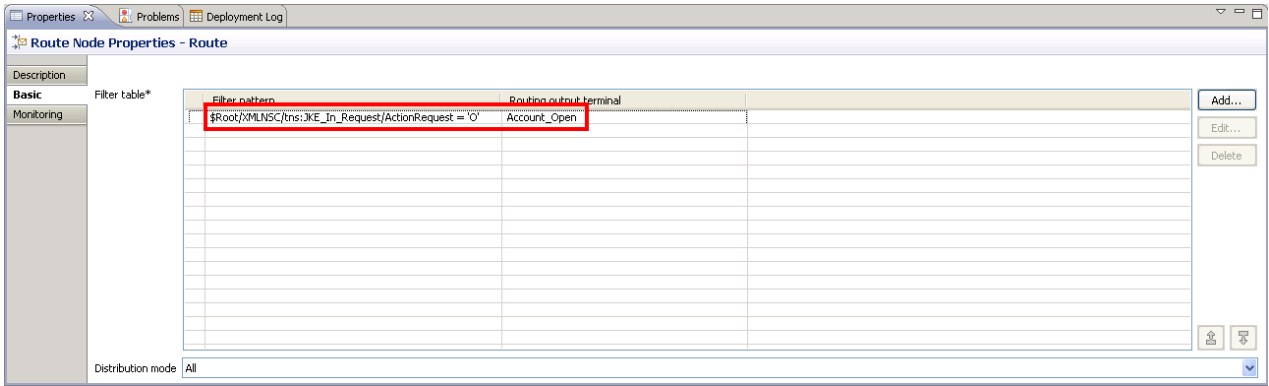 Properties Problems Deployment Log
Route Node Properties - Route
Description
Basic
Monitoring
Filter table*
Filter pattern Routing output terminal
$Root/XMLNSC/tns:JKE_In_Request/ActionRequest = 'O' Account_Open
Add...
Edit...
Delete
Distribution mode All